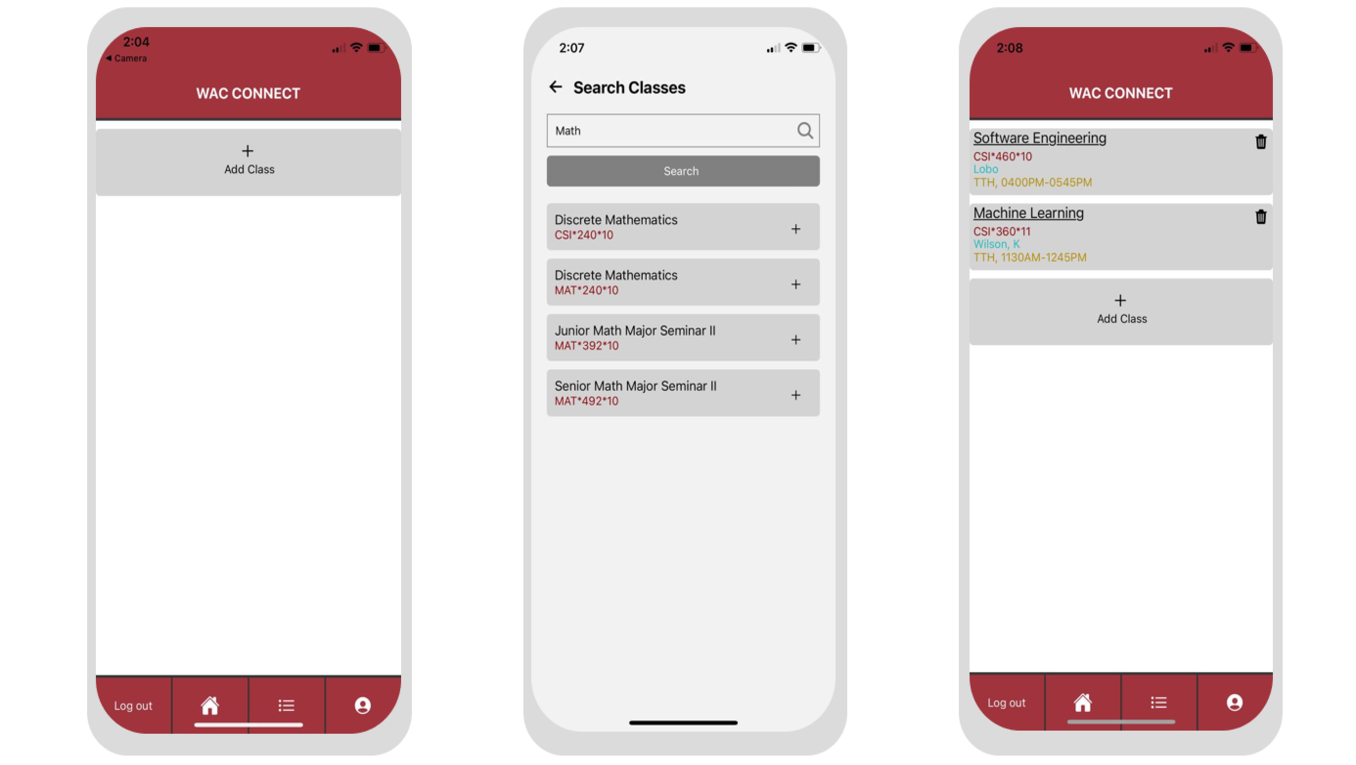 2:04
◀ Camera
WAC CONNECT
+
Add Class
Log out
2:07
← Search Classes
Math
Search
Discrete Mathematics
CSI*240*10
+
Discrete Mathematics
MAT*240*10
+
Junior Math Major Seminar II
MAT*392*10
+
Senior Math Major Seminar II
MAT*492*10
+
2:08
WAC CONNECT
Software Engineering
CSI*460*10
Lobo
TTH, 0400PM-0545PM
Machine Learning
CSI*360*11
Wilson, K
TTH, 1130AM-1245PM
+
Add Class
Log out